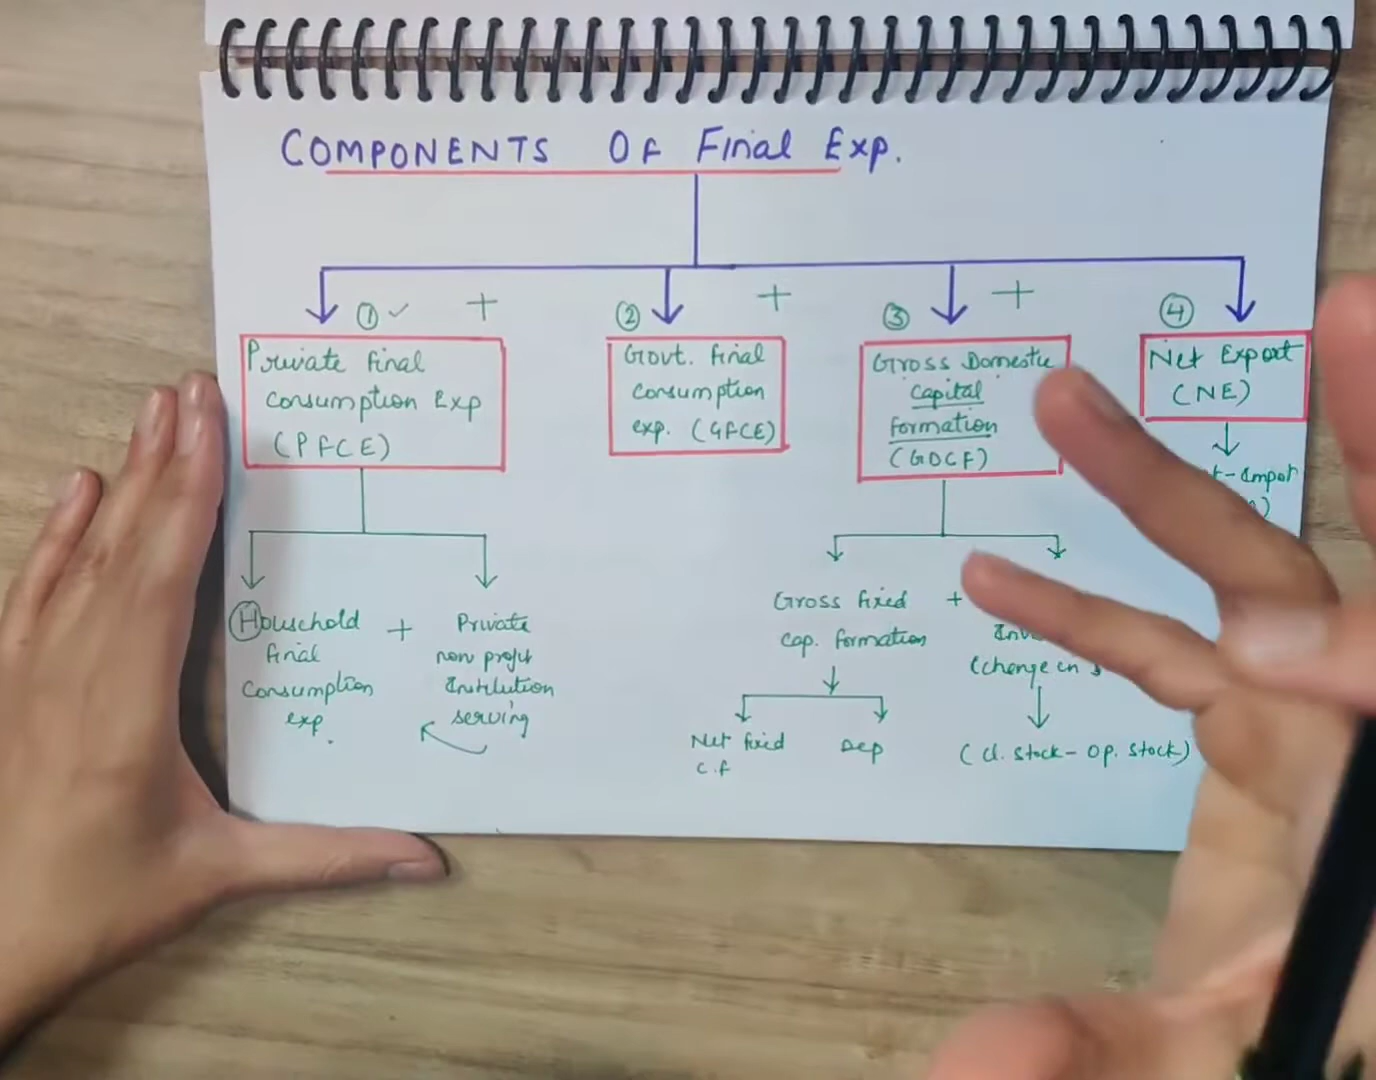 COMPONENTS OF Final Exp.
① ✓ +
Private final
consumption Exp
(PFCE)
② +
Govt. final
consumption
exp. (GFCE)
③ +
Gross Domestic
Capital
formation
(GDCF)
④
Net Export
(NE)
Household
final
consumption
exp.
+
Private
non profit
Institution
serving
Gross fixed +
cap. formation
(change in
Net fixed
c.f
Dep
(Cl. stock - Op. stock)